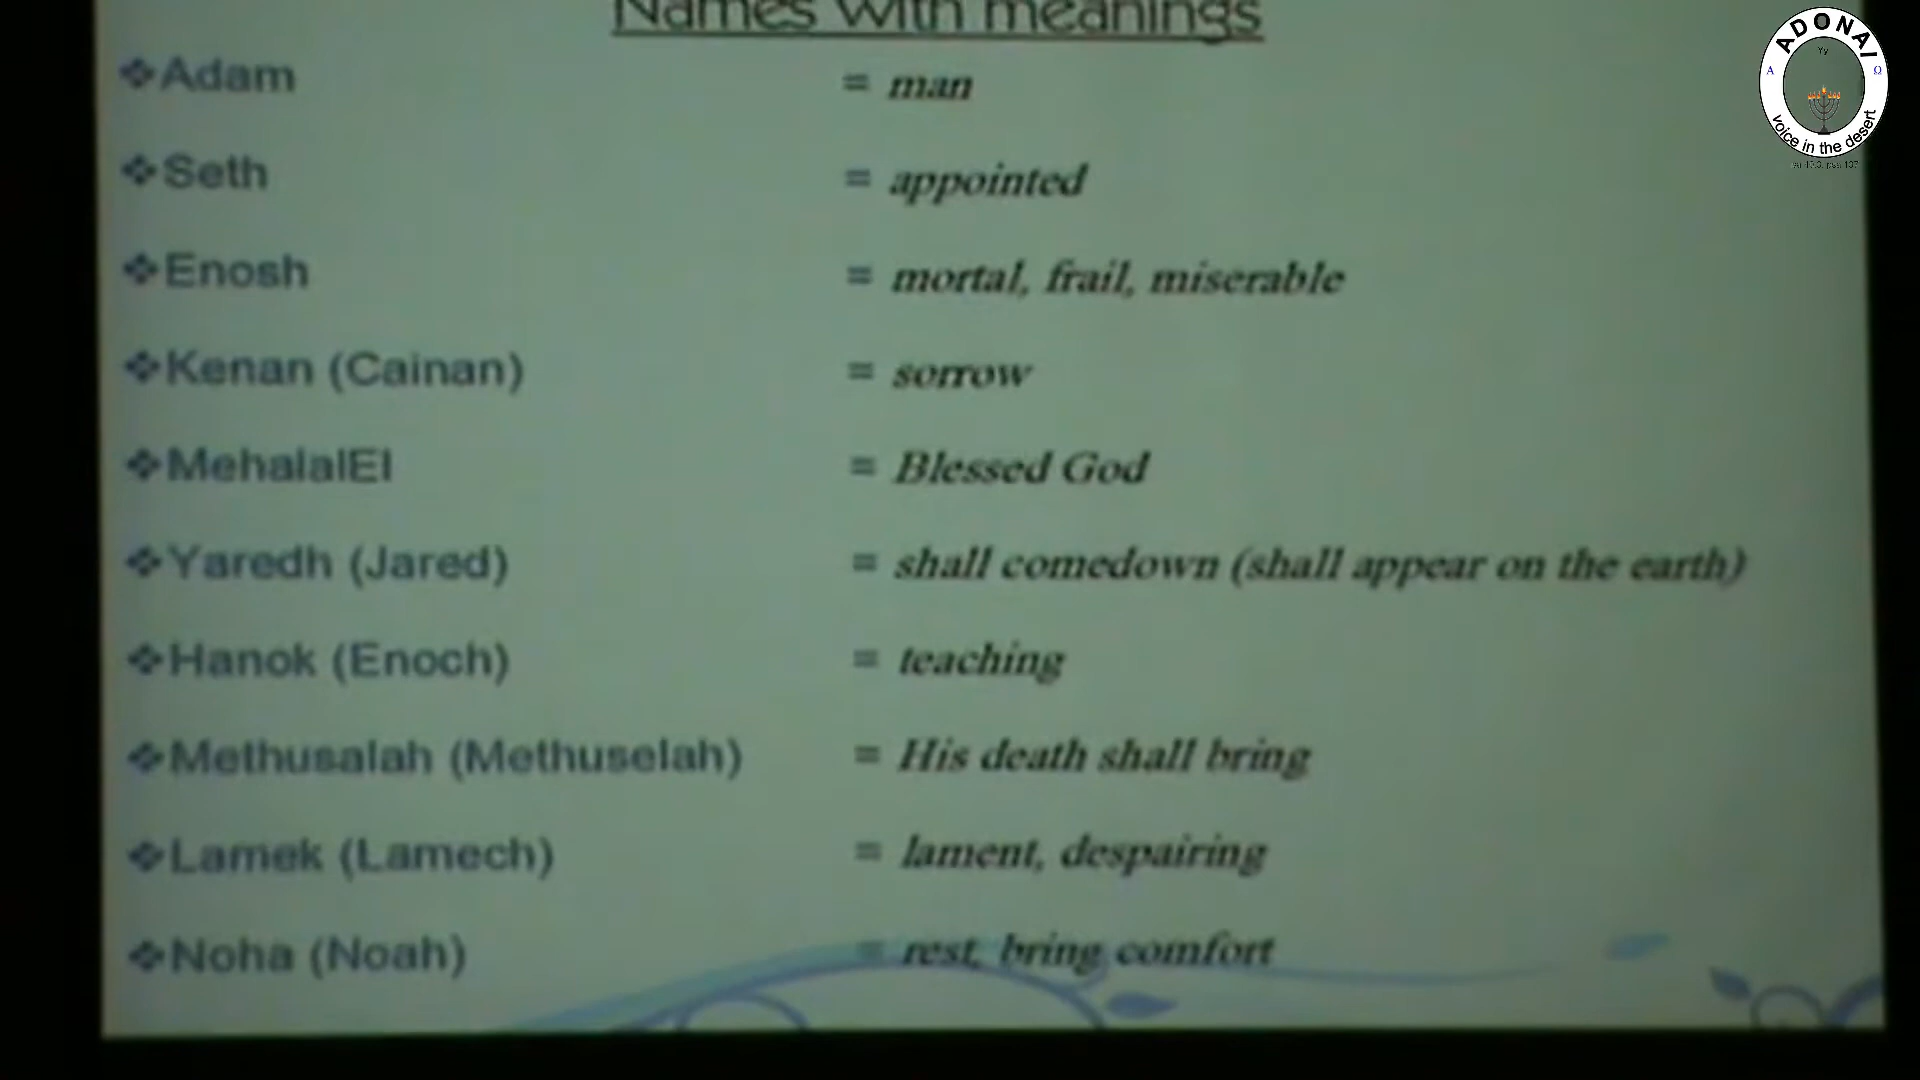 Names with meanings
❖Adam = man
❖Seth = appointed
❖Enosh = mortal, frail, miserable
❖Kenan (Cainan) = sorrow
❖MehalalEl = Blessed God
❖Yaredh (Jared) = shall comedown (shall appear on the earth)
❖Hanok (Enoch) = teaching
❖Methusalah (Methuselah) = His death shall bring
❖Lamek (Lamech) = lament, despairing
❖Noha (Noah) = rest, bring comfort
ADONAI
Yy
Α Ω
voice in the desert